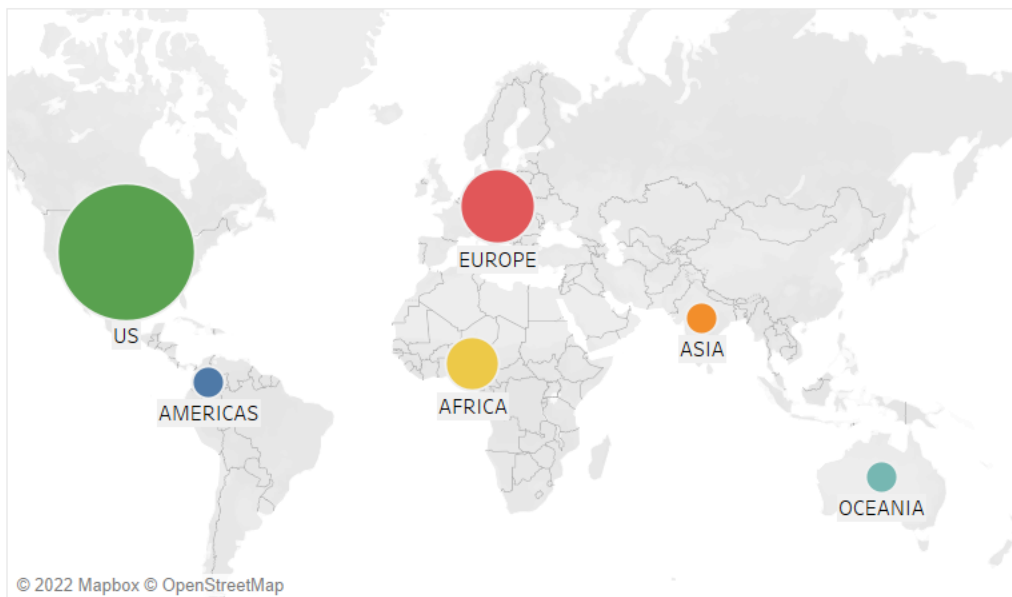 EUROPE
US
ASIA
AMERICAS
AFRICA
OCEANIA
© 2022 Mapbox © OpenStreetMap